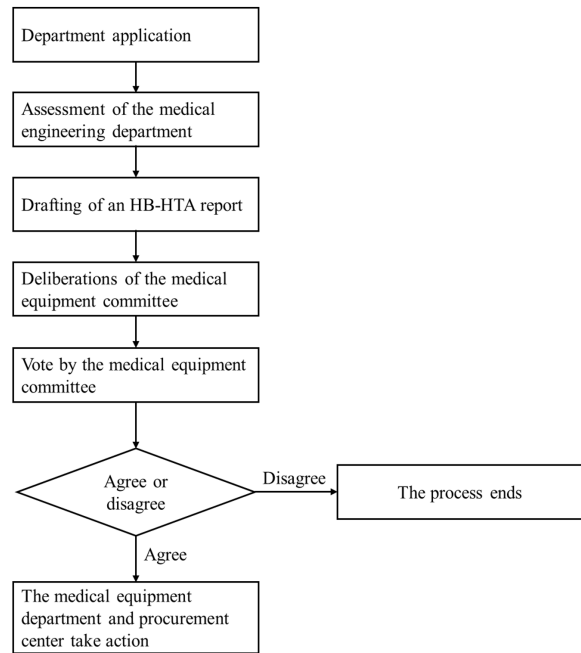 Department application
Assessment of the medical
engineering department
Drafting of an HB-HTA report
Deliberations of the medical
equipment committee
Vote by the medical equipment
committee
Agree or
disagree
Disagree
The process ends
Agree
The medical equipment
department and procurement
center take action